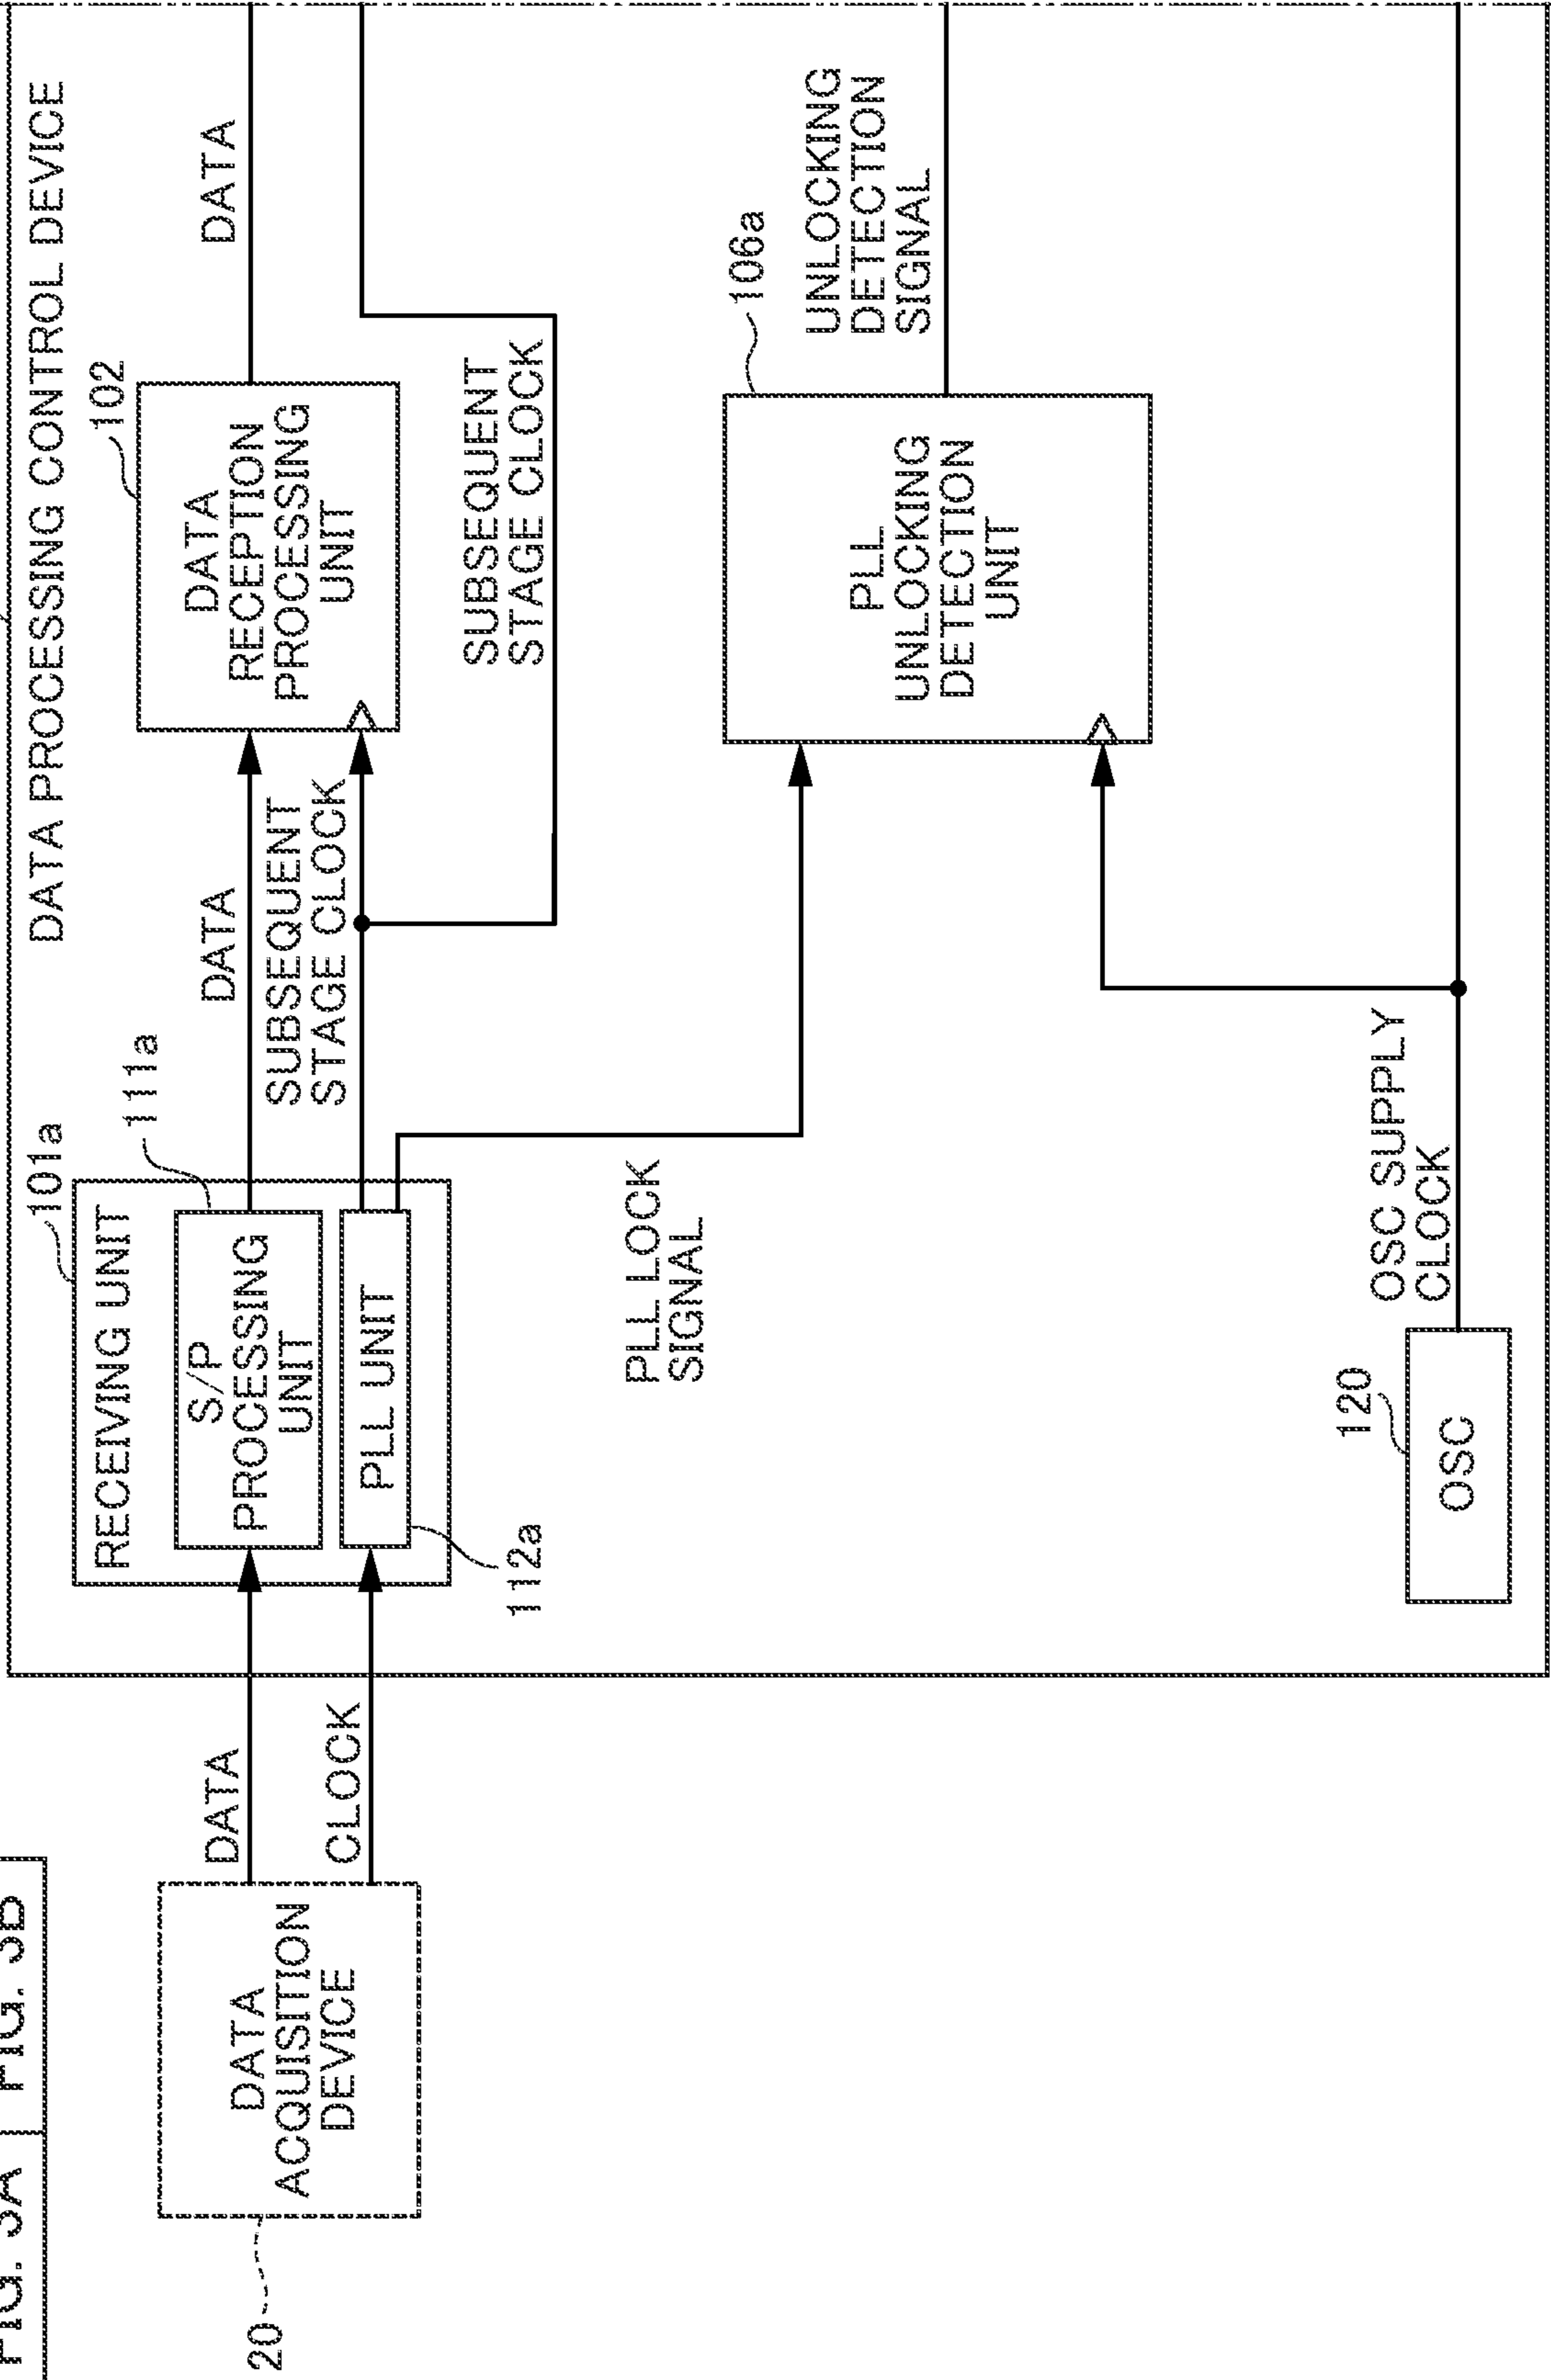 FIG. 3A
FIG. 3B
DATA PROCESSING CONTROL DEVICE
20
DATA
ACQUISITION
DEVICE
DATA
CLOCK
101a
RECEIVING UNIT
111a
S/P
PROCESSING
UNIT
PLL UNIT
112a
DATA
SUBSEQUENT
STAGE CLOCK
102
DATA
RECEPTION
PROCESSING
UNIT
DATA
SUBSEQUENT
STAGE CLOCK
PLL LOCK
SIGNAL
106a
PLL
UNLOCKING
DETECTION
UNIT
UNLOCKING
DETECTION
SIGNAL
120
OSC
OSC SUPPLY
CLOCK